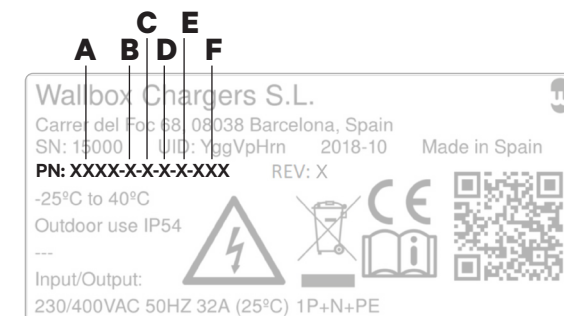 C E
A B D F
Wallbox Chargers S.L.
Carrer del Foc 68, 08038 Barcelona, Spain
SN: 15000 UID: YggVpHrn 2018-10 Made in Spain
PN: XXXX-X-X-X-X-XXX REV: X
-25ºC to 40ºC
Outdoor use IP54
---
Input/Output:
230/400VAC 50HZ 32A (25ºC) 1P+N+PE
CE
i